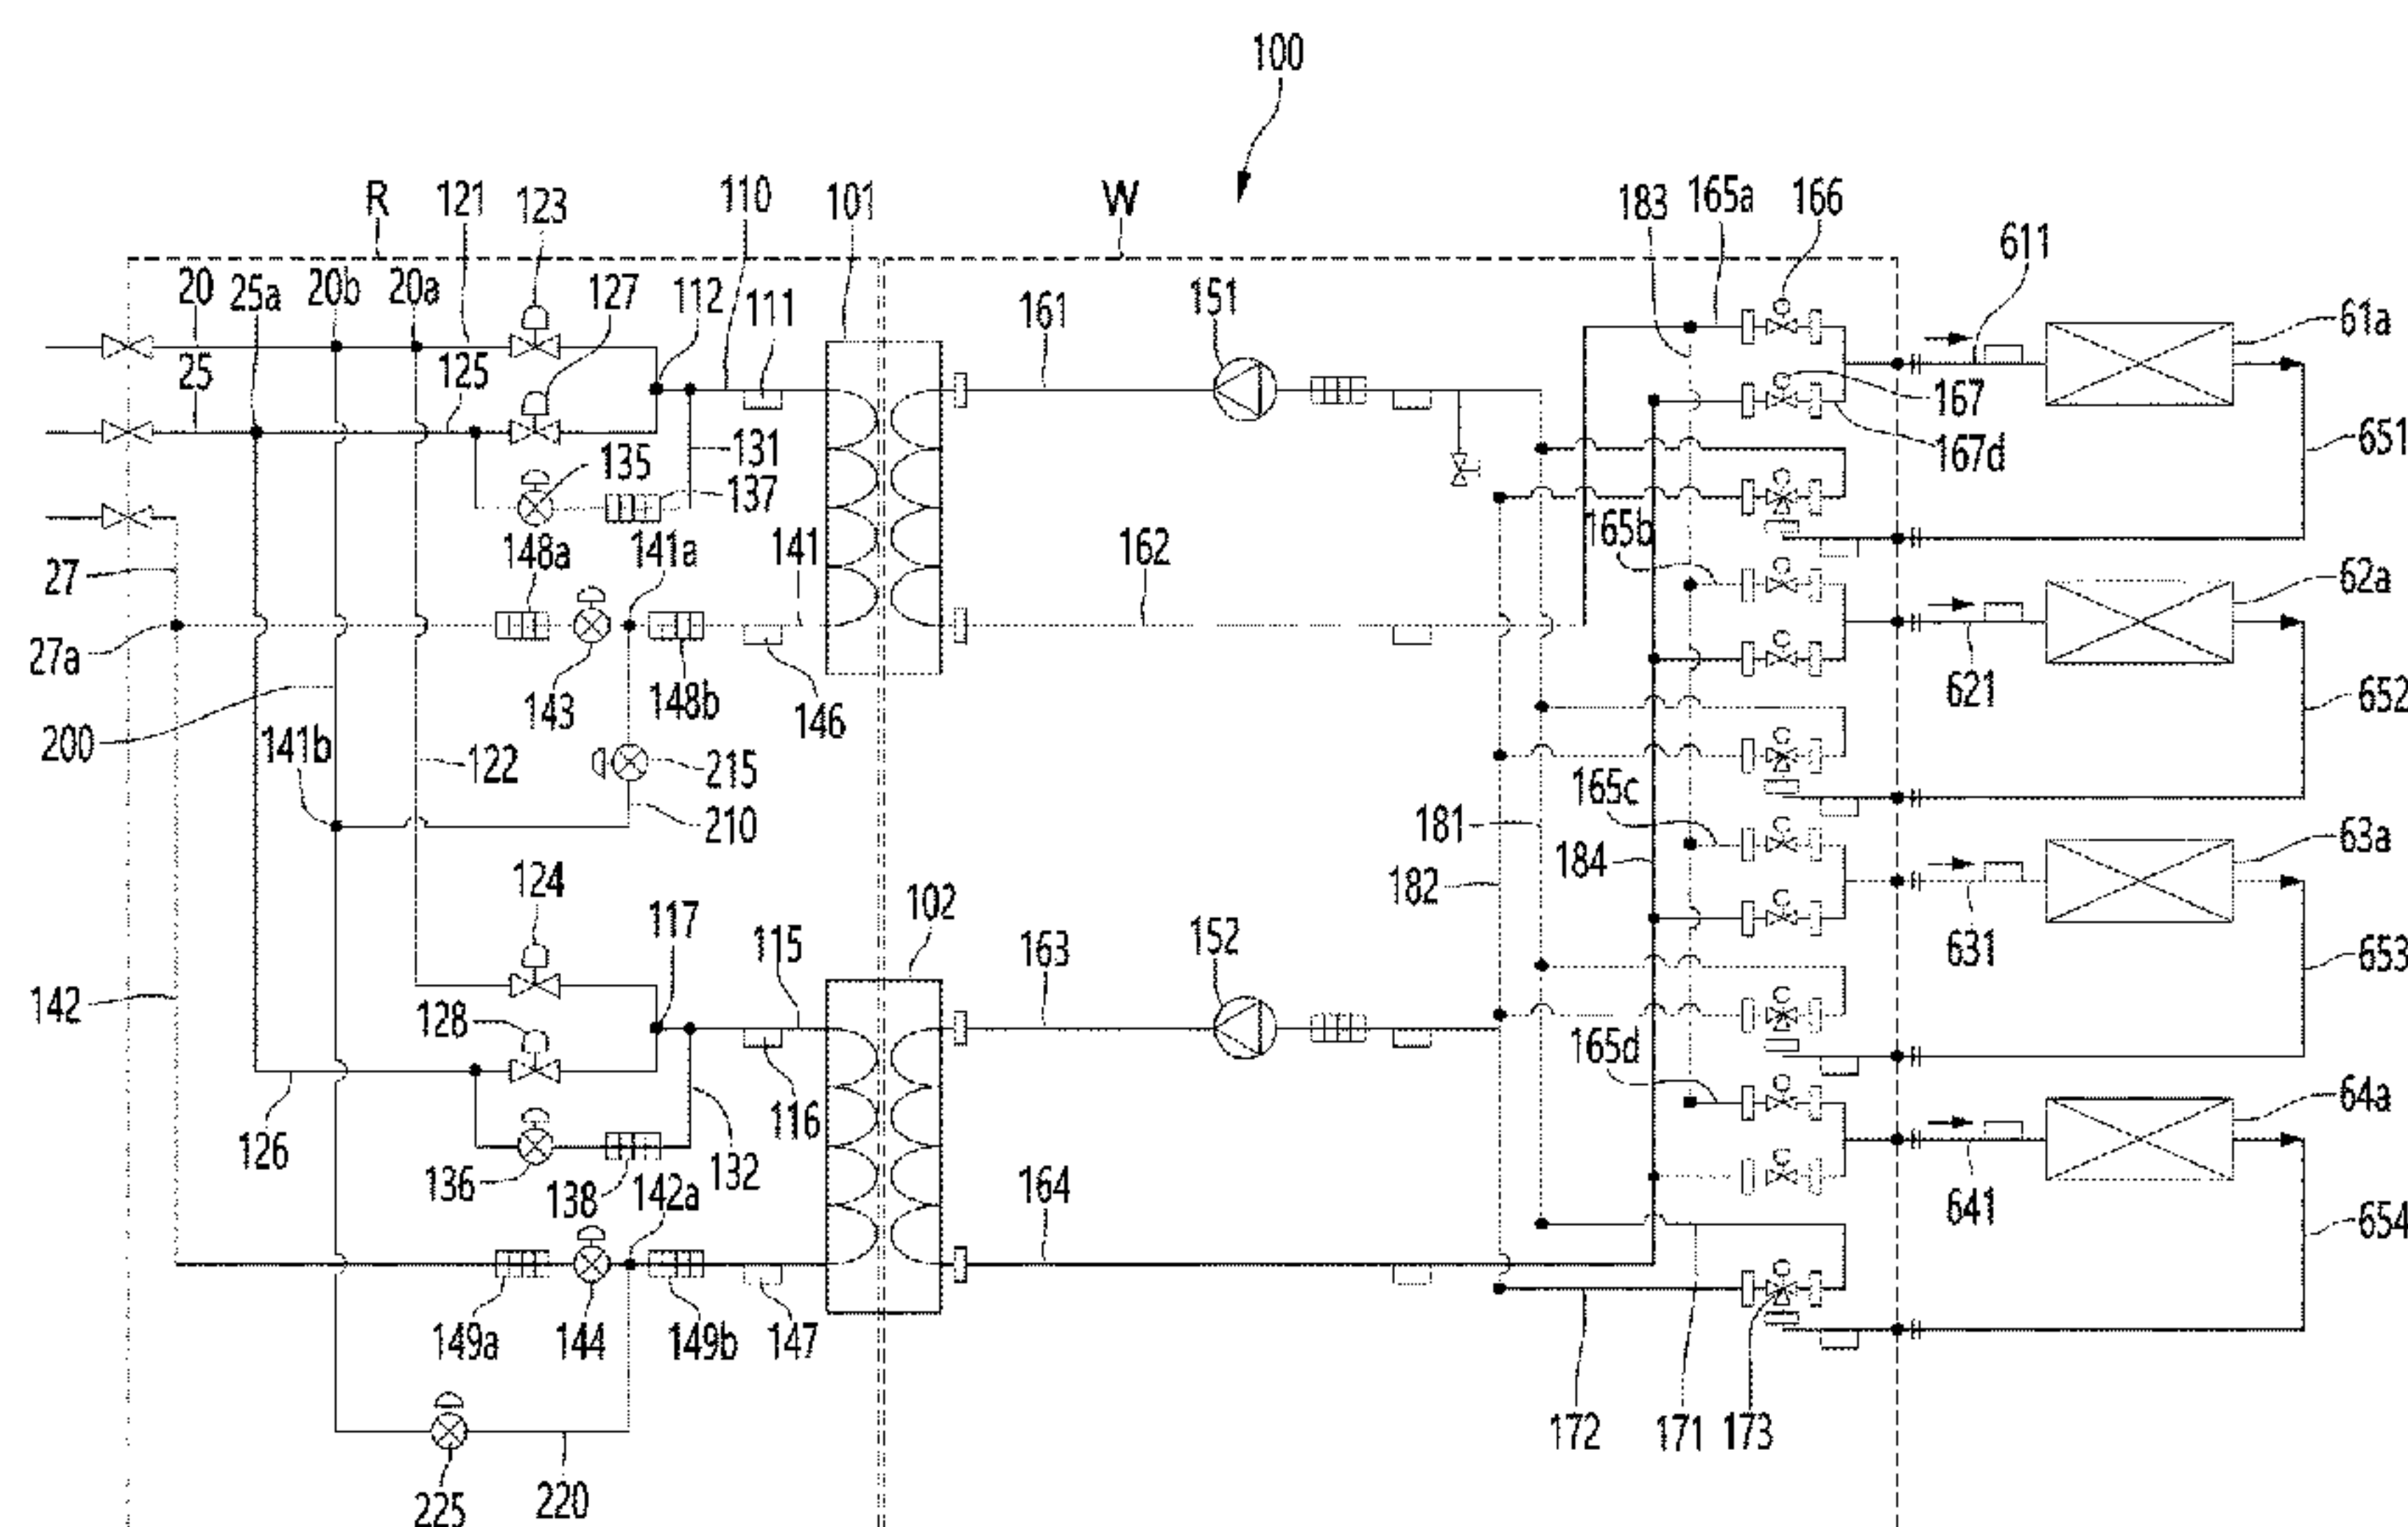 100
R 121 123 110 101 W 183 165a 166
20 25a 20b 20a 127 112 111 161 151 611
61a
25 125
167
135 131 167d 651
137
148a 141a 141 162 165b
27 62a
27a
143 148b 146 621
200 141b 652
122 215
210 165c
181 63a
124 184
182
117 102
115 163 152 631
653
142 128
165d
116 64a
126 136 138 142a 132 164 641
654
149a 144 149b 147
172 171 173
225 220